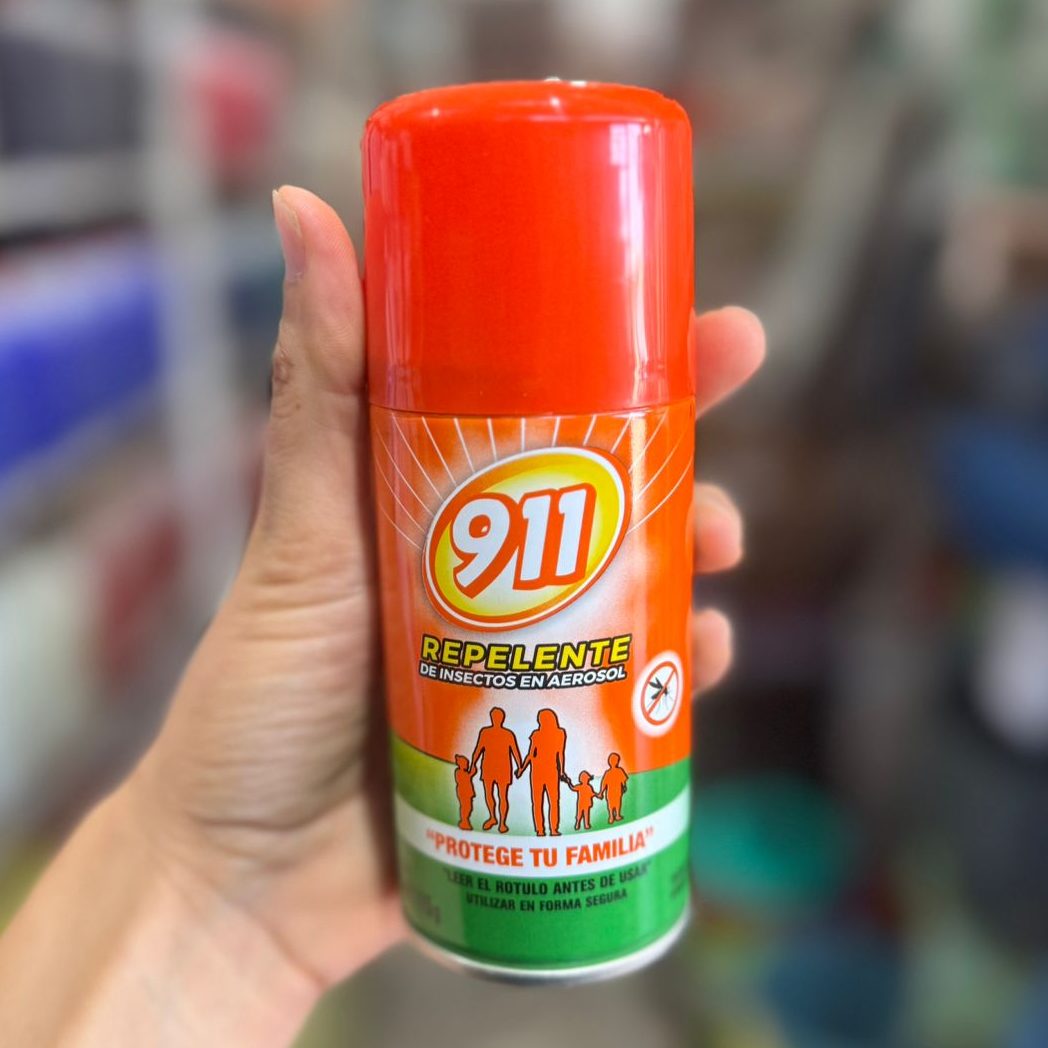 911
REPELENTE
DE INSECTOS EN AEROSOL
"PROTEGE TU FAMILIA"
"LEER EL ROTULO ANTES DE USAR"
UTILIZAR EN FORMA SEGURA